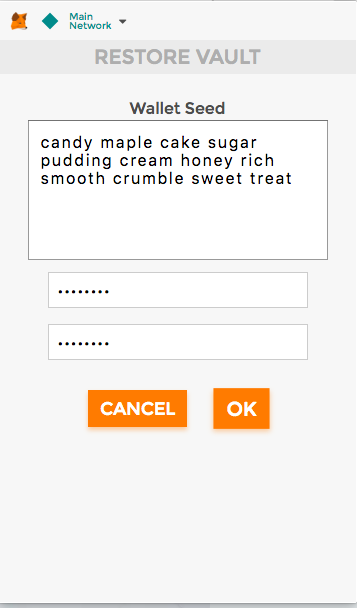 Main
Network
RESTORE VAULT
Wallet Seed
candy maple cake sugar
pudding cream honey rich
smooth crumble sweet treat
••••••••
••••••••
CANCEL
OK